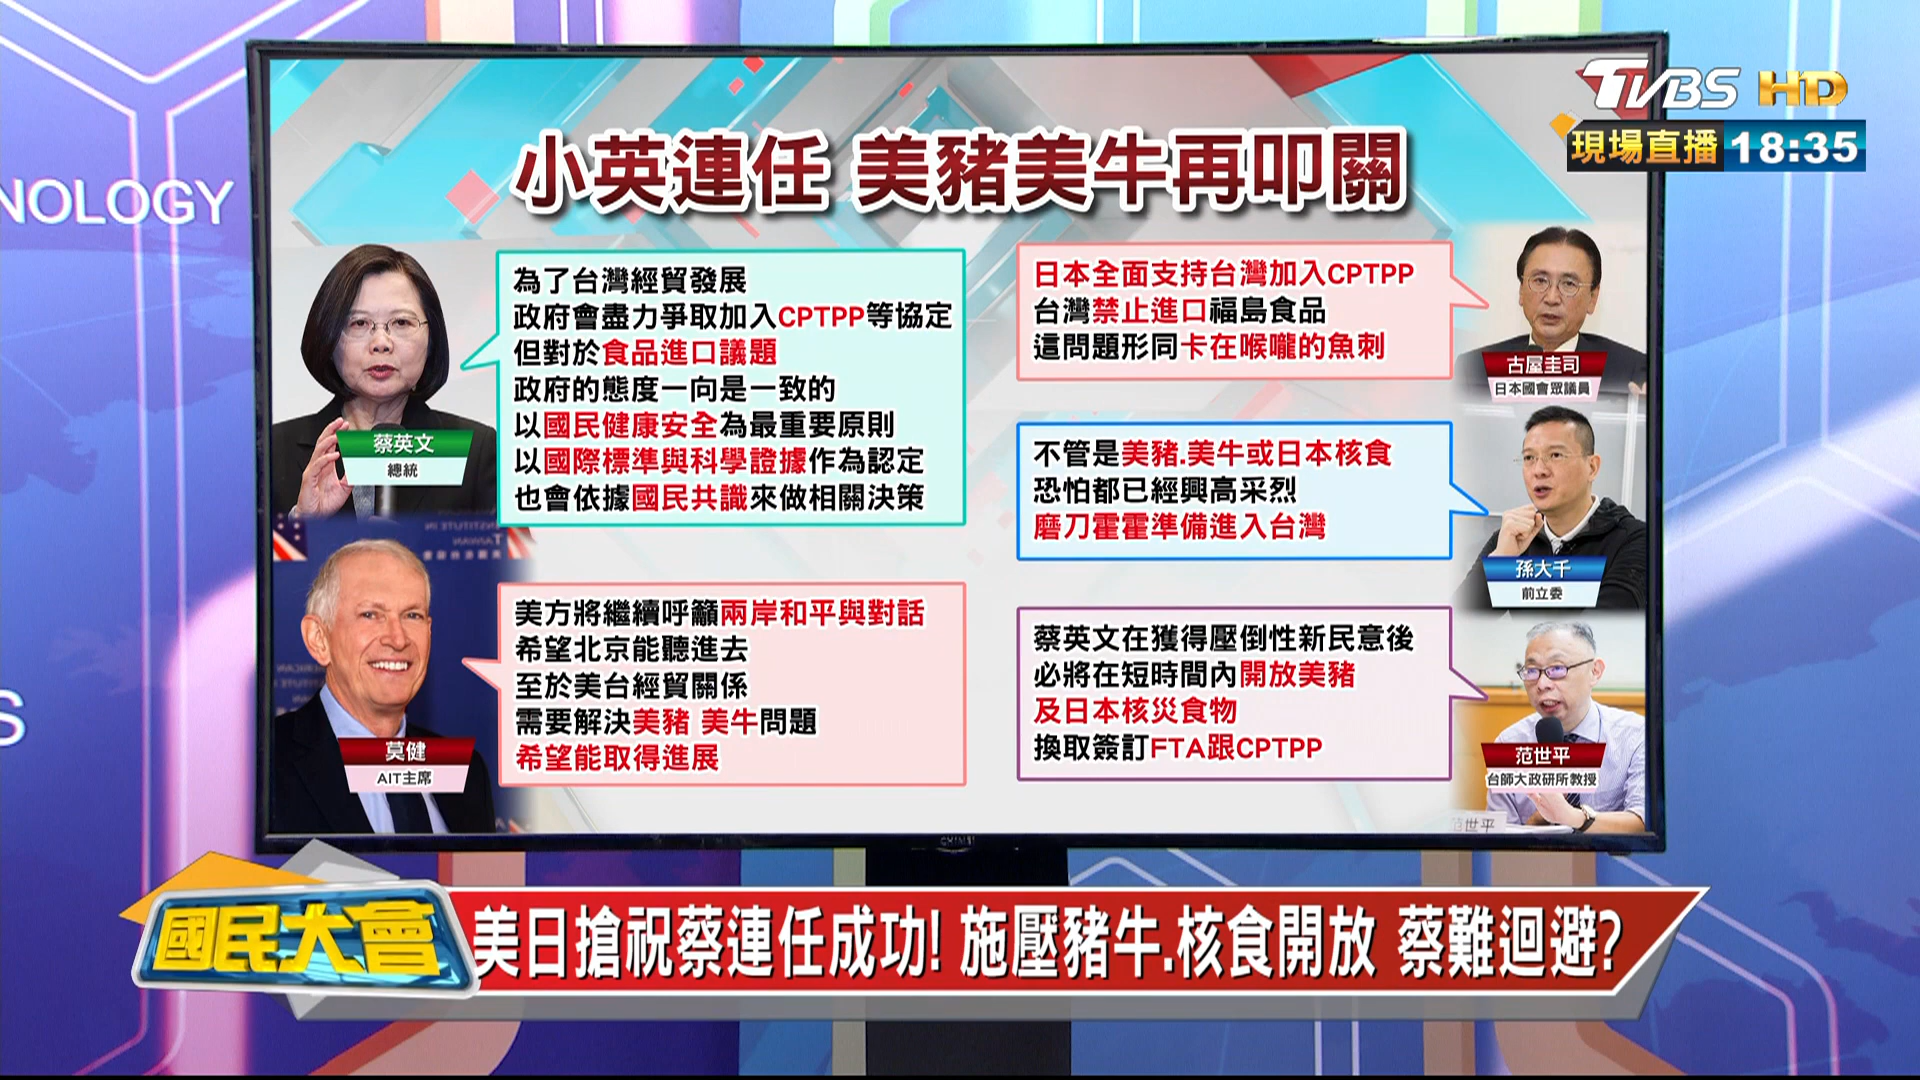 NOLOGY
S
TVBS HD
現場直播 18:35
小英連任 美豬美牛再叩關
為了台灣經貿發展
政府會盡力爭取加入CPTPP等協定
但對於食品進口議題
政府的態度一向是一致的
以國民健康安全為最重要原則
以國際標準與科學證據作為認定
也會依據國民共識來做相關決策
蔡英文
總統
美方將繼續呼籲兩岸和平與對話
希望北京能聽進去
至於美台經貿關係
需要解決美豬 美牛問題
希望能取得進展
莫健
AIT主席
日本全面支持台灣加入CPTPP
台灣禁止進口福島食品
這問題形同卡在喉嚨的魚刺
古屋圭司
日本國會眾議員
不管是美豬.美牛或日本核食
恐怕都已經興高采烈
磨刀霍霍準備進入台灣
孫大千
前立委
蔡英文在獲得壓倒性新民意後
必將在短時間內開放美豬
及日本核災食物
換取簽訂FTA跟CPTPP
范世平
台師大政研所教授
范世平
國民大會
美日搶祝蔡連任成功! 施壓豬牛.核食開放 蔡難迴避?